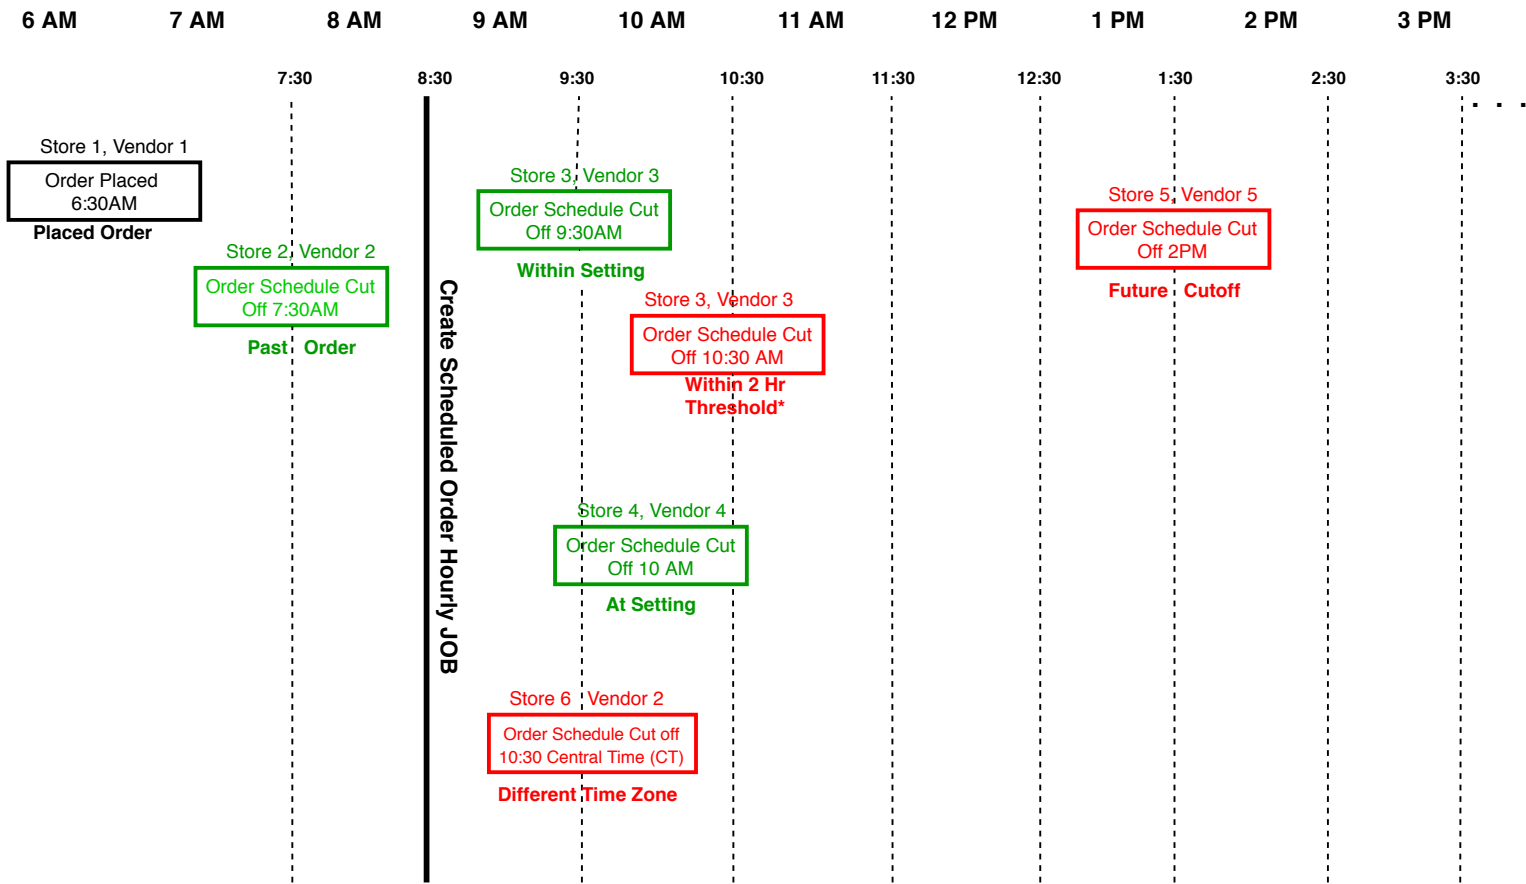 6 AM 7 AM 8 AM 9 AM 10 AM 11 AM 12 PM 1 PM 2 PM 3 PM
7:30 8:30 9:30 10:30 11:30 12:30 1:30 2:30 3:30
. . .
Store 1, Vendor 1
Order Placed
6:30AM
Placed Order
Store 2, Vendor 2
Order Schedule Cut
Off 7:30AM
Past Order
Create Scheduled Order Hourly JOB
Store 3, Vendor 3
Order Schedule Cut
Off 9:30AM
Within Setting
Store 3, Vendor 3
Order Schedule Cut
Off 10:30 AM
Within 2 Hr
Threshold*
Store 4, Vendor 4
Order Schedule Cut
Off 10 AM
At Setting
Store 6 Vendor 2
Order Schedule Cut off
10:30 Central Time (CT)
Different Time Zone
Store 5, Vendor 5
Order Schedule Cut
Off 2PM
Future Cutoff